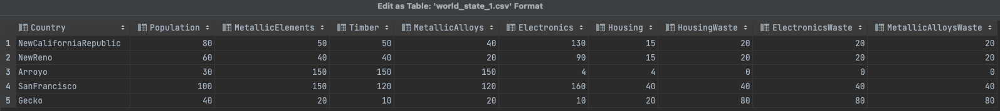 Edit as Table: 'world_state_1.csv' Format
Country Population MetallicElements Timber MetallicAlloys Electronics Housing HousingWaste ElectronicsWaste MetallicAlloysWaste
1 NewCaliforniaRepublic 80 50 50 40 130 15 20 20 20
2 NewReno 60 40 40 20 90 15 20 20 20
3 Arroyo 30 150 150 150 4 4 0 0 0
4 SanFrancisco 100 150 120 120 160 40 40 40 40
5 Gecko 40 20 10 20 10 20 80 80 80